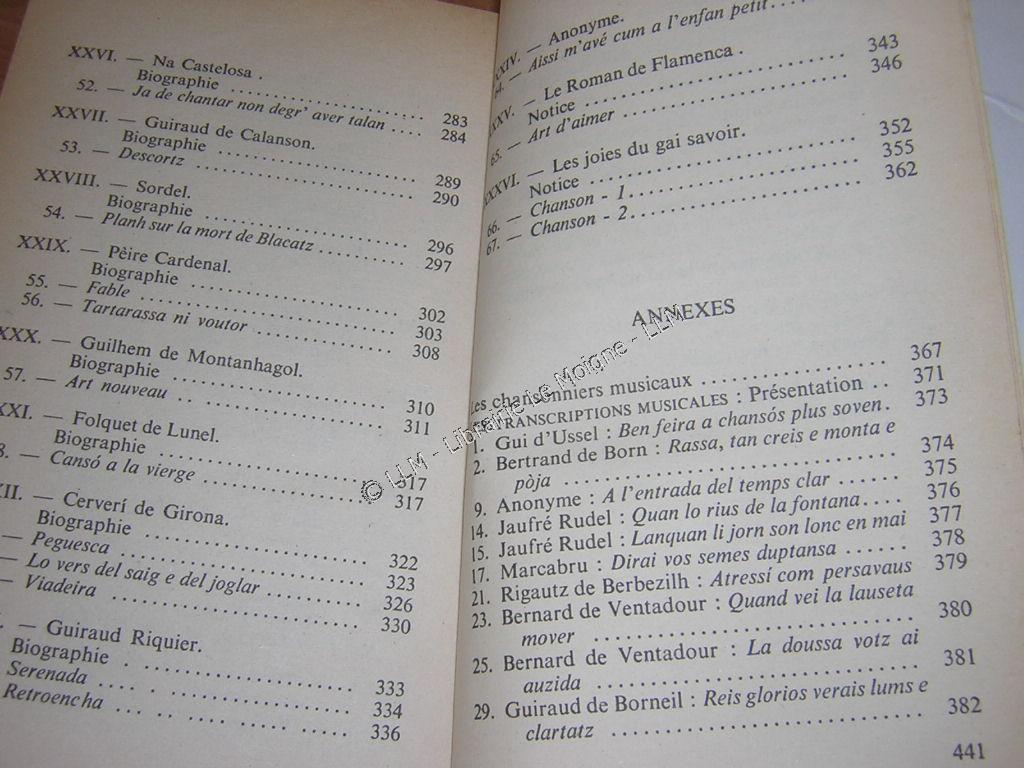 XXVI. — Na Castelosa .
Biographie .................... 283
52. — Ja de chantar non degr' aver talan .... 284
XXVII. — Guiraud de Calanson.
Biographie .................... 289
53. — Descortz .................... 290
XXVIII. — Sordel.
Biographie .................... 296
54. — Planh sur la mort de Blacatz .......... 297
XXIX. — Pêire Cardenal.
Biographie .................... 302
55. — Fable .................... 303
56. — Tartarassa ni voutor .............. 308
XXX. — Guilhem de Montanhagol.
Biographie .................... 310
57. — Art nouveau .. .................... 311
XXI. — Folquet de Lunel.
Biographie .................... 317
8. — Cansó a la vierge .................... 317
XII. — Cerverí de Girona.
Biographie .................... 322
— Peguesca .................... 323
— Lo vers del saig e del joglar .......... 326
— Viadeira .................... 330
. — Guiraud Riquier.
Biographie . .................... 333
Serenada .... . .................... 334
Retroencha ... .. .... ........ 336
XIV. — Anonyme.
64. — Aissi m'avé cum a l'enfan petit.....
XXV. — Le Roman de Flamenca .
Notice .................... 343
65. — Art d'aimer .................... 346
XXXVI. — Les joies du gai savoir.
Notice .................... 352
66. — Chanson - 1.................... 355
67. — Chanson - 2.................... 362
ANNEXES
Les chansonniers musicaux .................... 367
TRANSCRIPTIONS MUSICALES : Présentation .. 371
1. Gui d'Ussel : Ben feira a chansós plus soven. 373
2. Bertrand de Born : Rassa, tan creis e monta e
pòja .................... 374
9. Anonyme : A l'entrada del temps clar ...... 375
14. Jaufré Rudel : Quan lo rius de la fontana.... 376
15. Jaufré Rudel : Lanquan li jorn son lonc en mai 377
17. Marcabru : Dirai vos semes duptansa ...... 378
21. Rigautz de Berbezilh : Atressí com persavaus 379
23. Bernard de Ventadour : Quand vei la lauseta
mover .................... 380
25. Bernard de Ventadour : La doussa votz ai
auzida .................... 381
29. Guiraud de Borneil : Reis glorios verais lums e
clartatz .................... 382
441
© LLM - Librairie Le Moigne - LLM